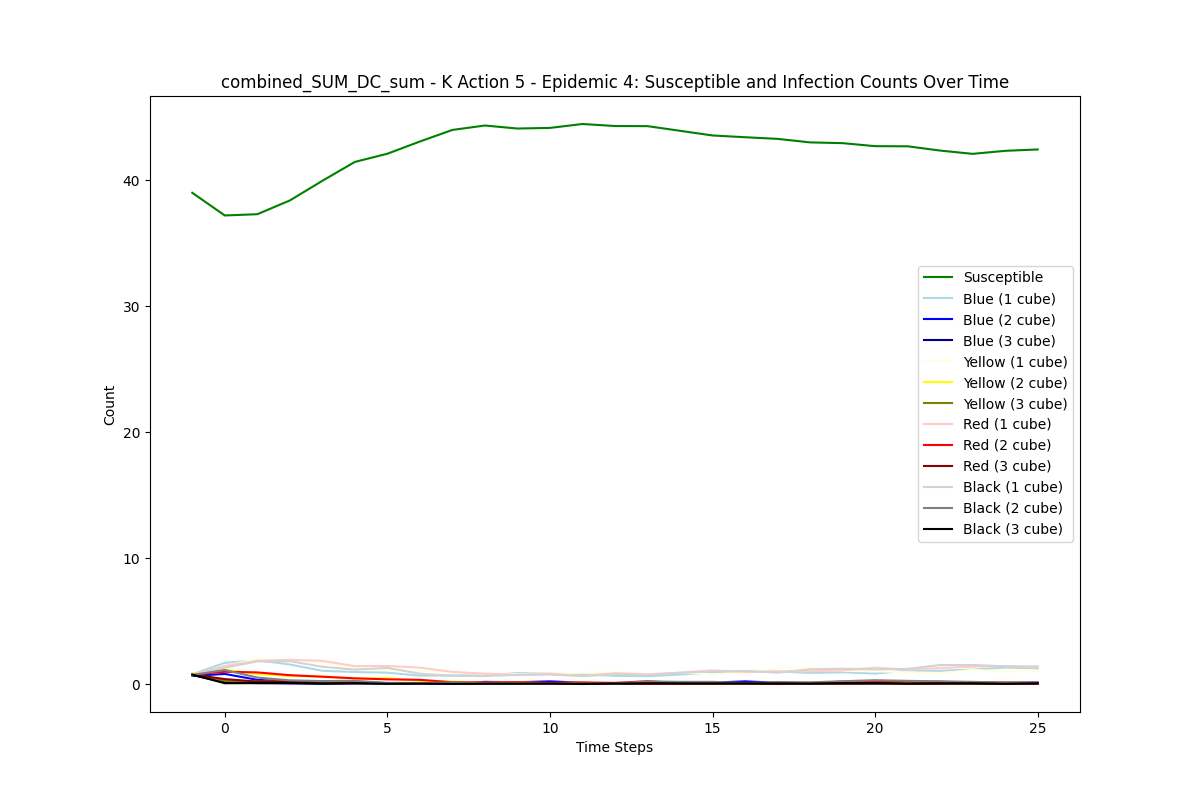 combined_SUM_DC_sum - K Action 5 - Epidemic 4: Susceptible and Infection Counts Over Time
40
30
20
10
0
Count
Susceptible
Blue (1 cube)
Blue (2 cube)
Blue (3 cube)
Yellow (1 cube)
Yellow (2 cube)
Yellow (3 cube)
Red (1 cube)
Red (2 cube)
Red (3 cube)
Black (1 cube)
Black (2 cube)
Black (3 cube)
0 5 10 15 20 25
Time Steps